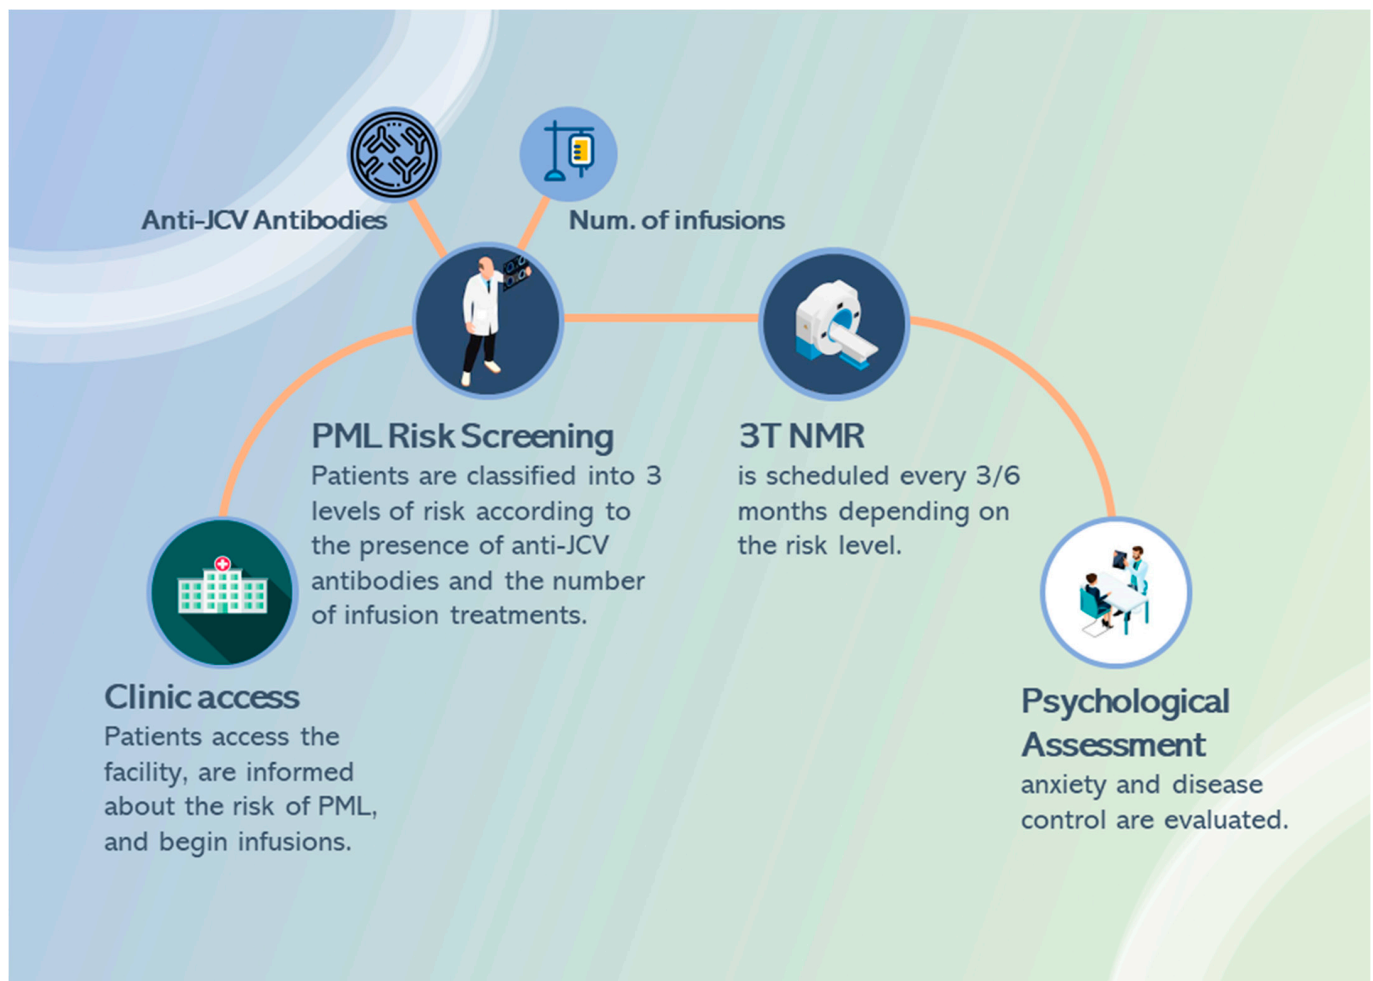 Anti-JCV Antibodies
Num. of infusions
PML Risk Screening
Patients are classified into 3
levels of risk according to
the presence of anti-JCV
antibodies and the number
of infusion treatments.
3T NMR
is scheduled every 3/6
months depending on
the risk level.
Clinic access
Patients access the
facility, are informed
about the risk of PML,
and begin infusions.
Psychological
Assessment
anxiety and disease
control are evaluated.